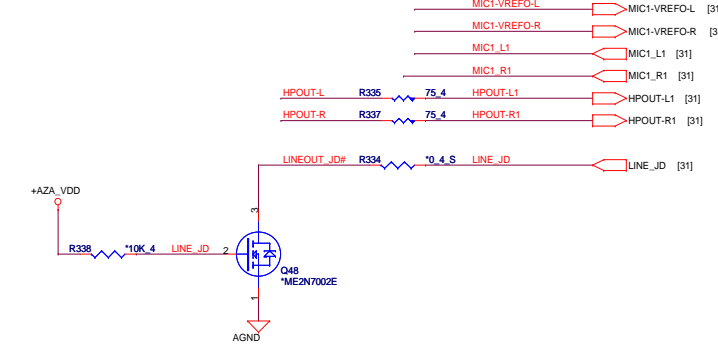 MIC1-VREFO-L MIC1-VREFO-L [31
MIC1-VREFO-R MIC1-VREFO-R [3
MIC1_L1 MIC1_L1 [31]
MIC1_R1 MIC1_R1 [31]
HPOUT-L R335 75_4 HPOUT-L1 HPOUT-L1 [31]
HPOUT-R R337 75_4 HPOUT-R1 HPOUT-R1 [31]
LINEOUT_JD# R334 *0_4_S LINE_JD LINE_JD [31]
+AZA_VDD
3
R338 *10K_4 LINE_JD 2
Q48
*ME2N7002E
1
AGND